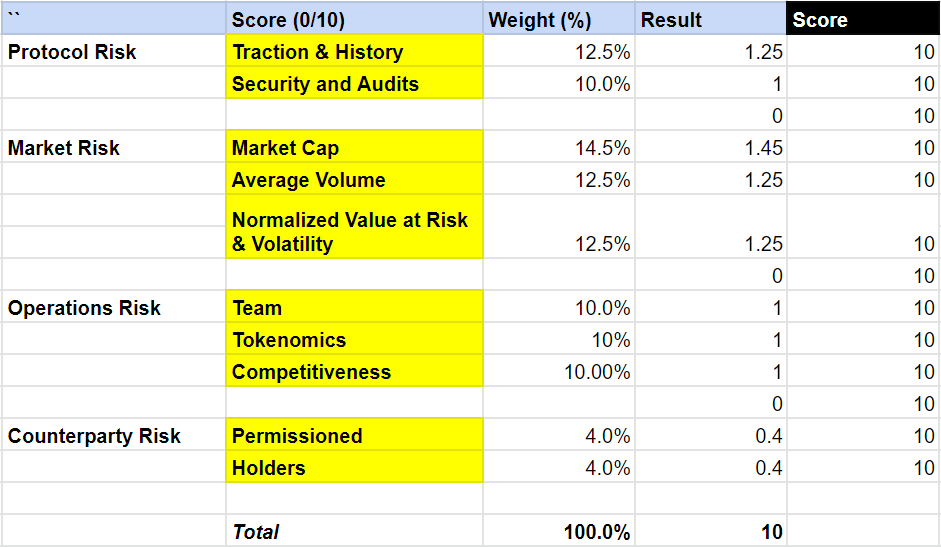 `` Score (0/10) Weight (%) Result Score
Protocol Risk Traction & History 12.5% 1.25 10
Security and Audits 10.0% 1 10
0 10
Market Risk Market Cap 14.5% 1.45 10
Average Volume 12.5% 1.25 10
Normalized Value at Risk
& Volatility 12.5% 1.25 10
0 10
Operations Risk Team 10.0% 1 10
Tokenomics 10% 1 10
Competitiveness 10.00% 1 10
0 10
Counterparty Risk Permissioned 4.0% 0.4 10
Holders 4.0% 0.4 10
Total 100.0% 10